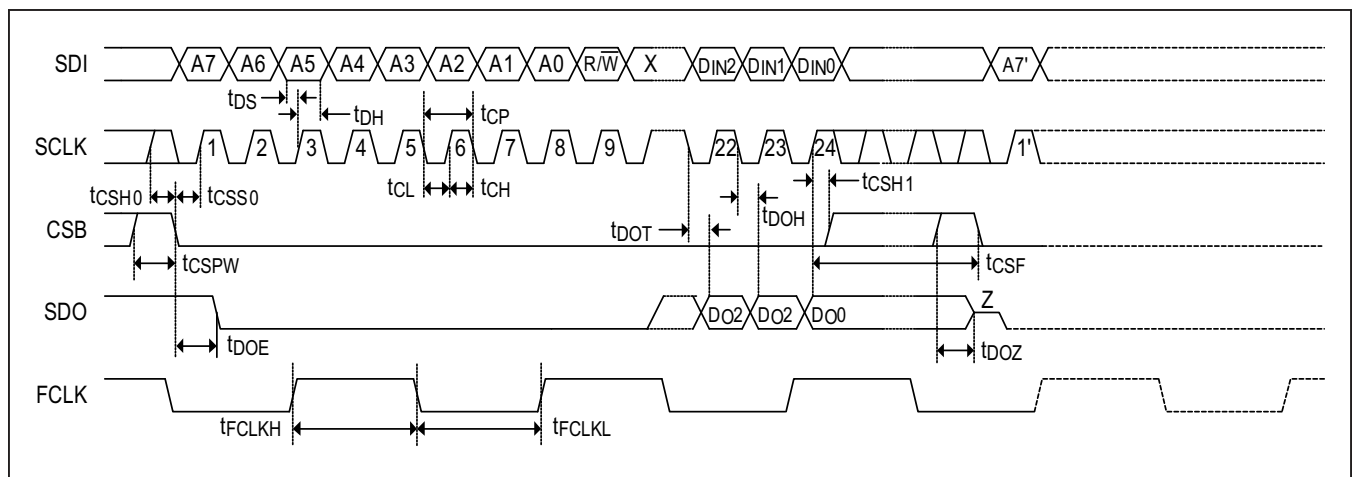 SDI A7 A6 A5 A4 A3 A2 A1 A0 R/W̅ X DIN2 DIN1 DIN0 A7'
tDS tDH tCP
SCLK 1 2 3 4 5 6 7 8 9 22 23 24 1'
tCSH0 tCSS0 tCL tCH tDOT tDOH tCSH1
CSB
tCSPW tCSF
SDO DO2 DO2 DO0 Z
tDOE tDOZ
FCLK
tFCLKH tFCLKL